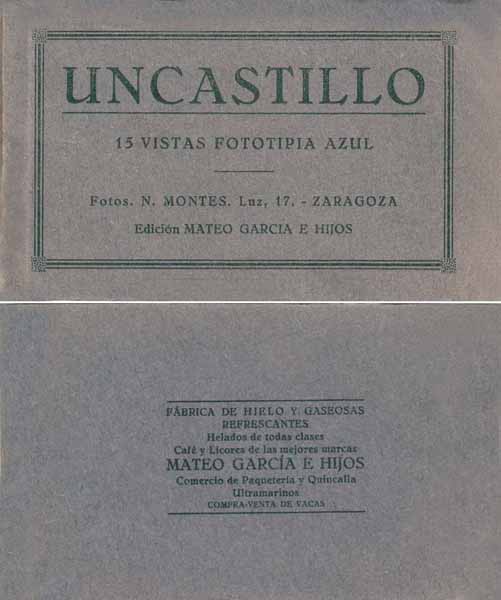 UNCASTILLO
15 VISTAS FOTOTIPIA AZUL
Fotos. N. MONTES. Luz, 17. - ZARAGOZA
Edición MATEO GARCIA E HIJOS
FÁBRICA DE HIELO Y GASEOSAS
REFRESCANTES
Helados de todas clases
Café y Licores de las mejores marcas
MATEO GARCÍA E HIJOS
Comercio de Paquetería y Quincalla
Ultramarinos
COMPRA-VENTA DE VACAS